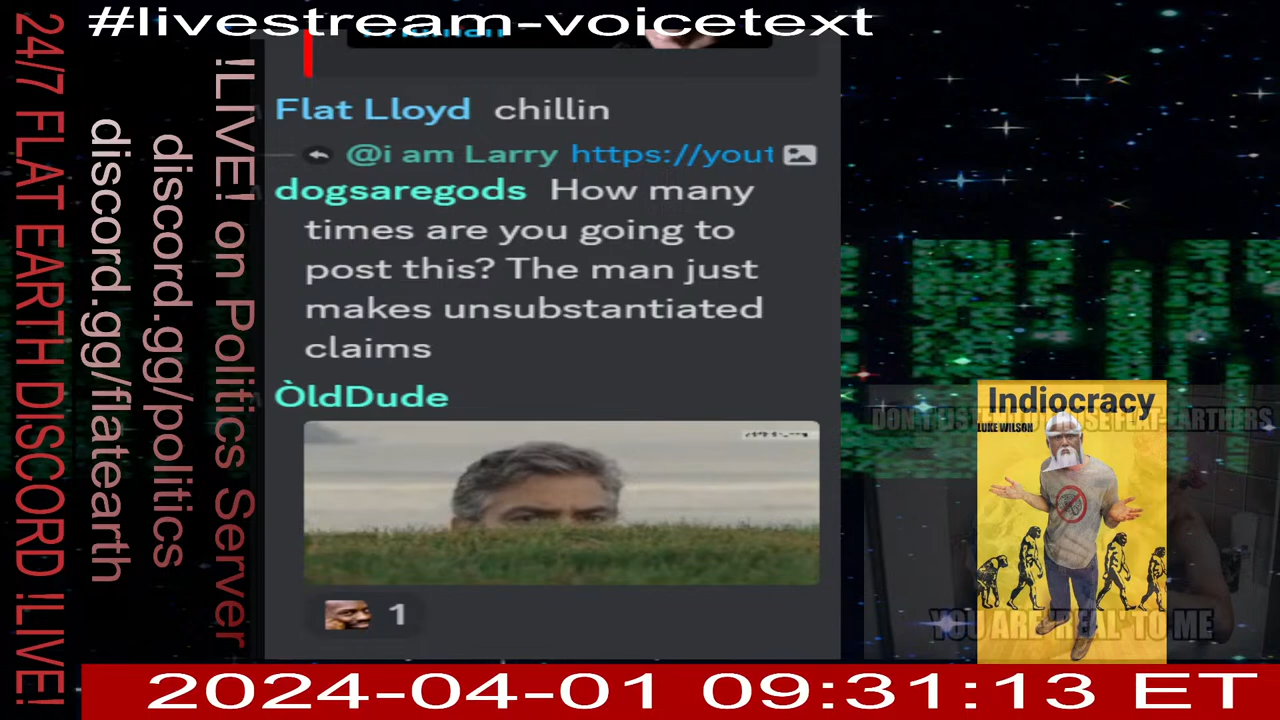 #livestream-voicetext
24/7 FLAT EARTH DISCORD !LIVE!
discord.gg/flatearth
discord.gg/politics
!LIVE! on Politics Server
Flat Lloyd chillin
@i am Larry https://yout
dogsaregods How many
times are you going to
post this? The man just
makes unsubstantiated
claims
ÒldDude
1
Indiocracy
LUKE WILSON
YOU ARE 'REAL' TO ME
2024-04-01 09:31:13 ET